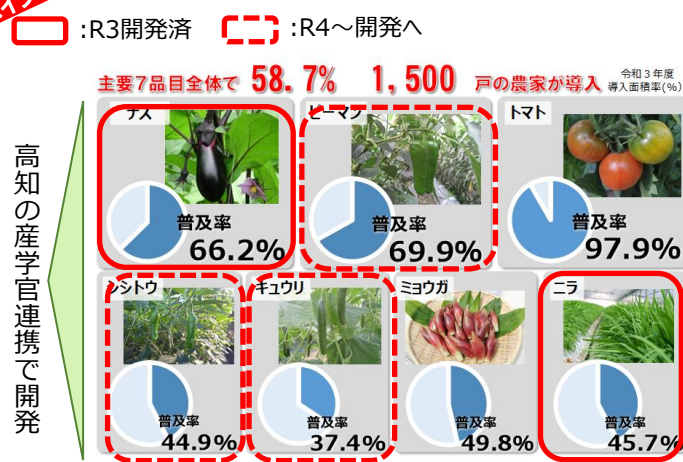 :R3開発済
:R4～開発へ
主要7品目全体で 58.7% 1,500 戸の農家が導入
令和3年度
導入面積率(%)
高知の産学官連携で開発
ナス
普及率
66.2%
ピーマン
普及率
69.9%
トマト
普及率
97.9%
シシトウ
普及率
44.9%
キュウリ
普及率
37.4%
ミョウガ
普及率
49.8%
ニラ
普及率
45.7%